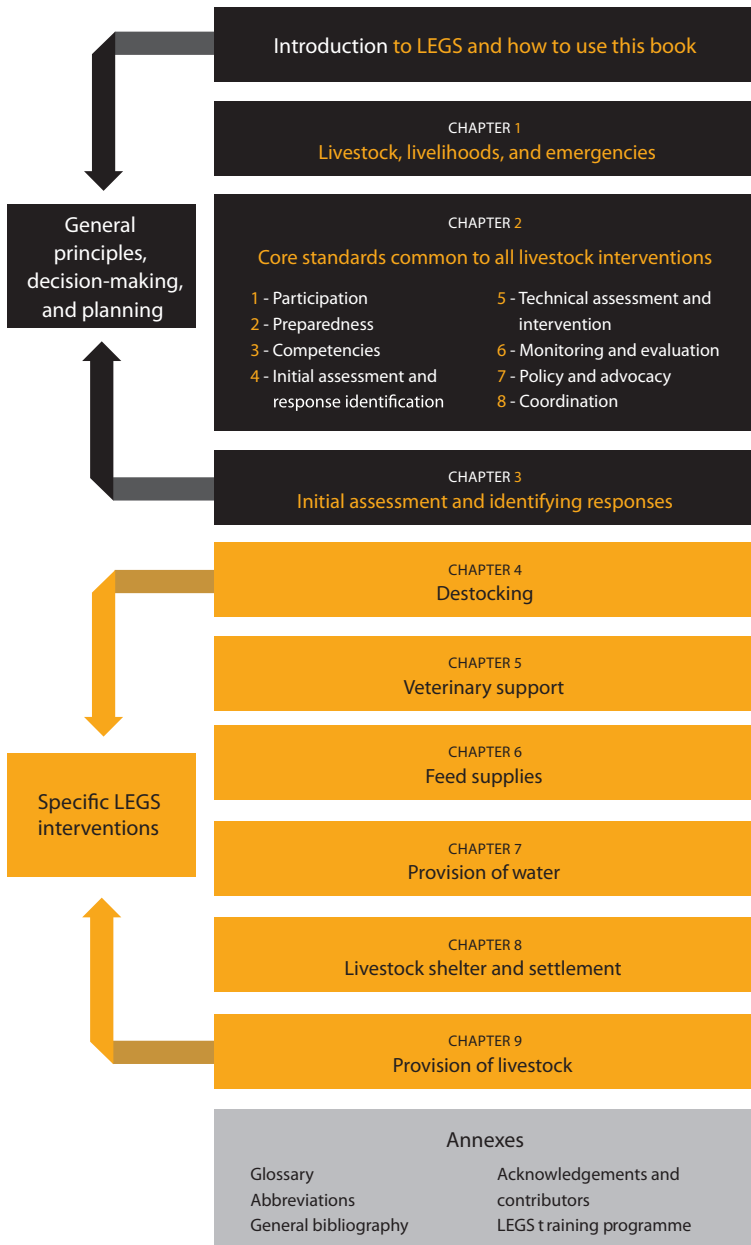 Introduction to LEGS and how to use this book
CHAPTER 1
Livestock, livelihoods, and emergencies
General
principles,
decision-making,
and planning
CHAPTER 2
Core standards common to all livestock interventions
1 - Participation
2 - Preparedness
3 - Competencies
4 - Initial assessment and
response identification
5 - Technical assessment and
intervention
6 - Monitoring and evaluation
7 - Policy and advocacy
8 - Coordination
CHAPTER 3
Initial assessment and identifying responses
CHAPTER 4
Destocking
CHAPTER 5
Veterinary support
CHAPTER 6
Feed supplies
Specific LEGS
interventions
CHAPTER 7
Provision of water
CHAPTER 8
Livestock shelter and settlement
CHAPTER 9
Provision of livestock
Annexes
Glossary
Abbreviations
General bibliography
Acknowledgements and
contributors
LEGS t raining programme